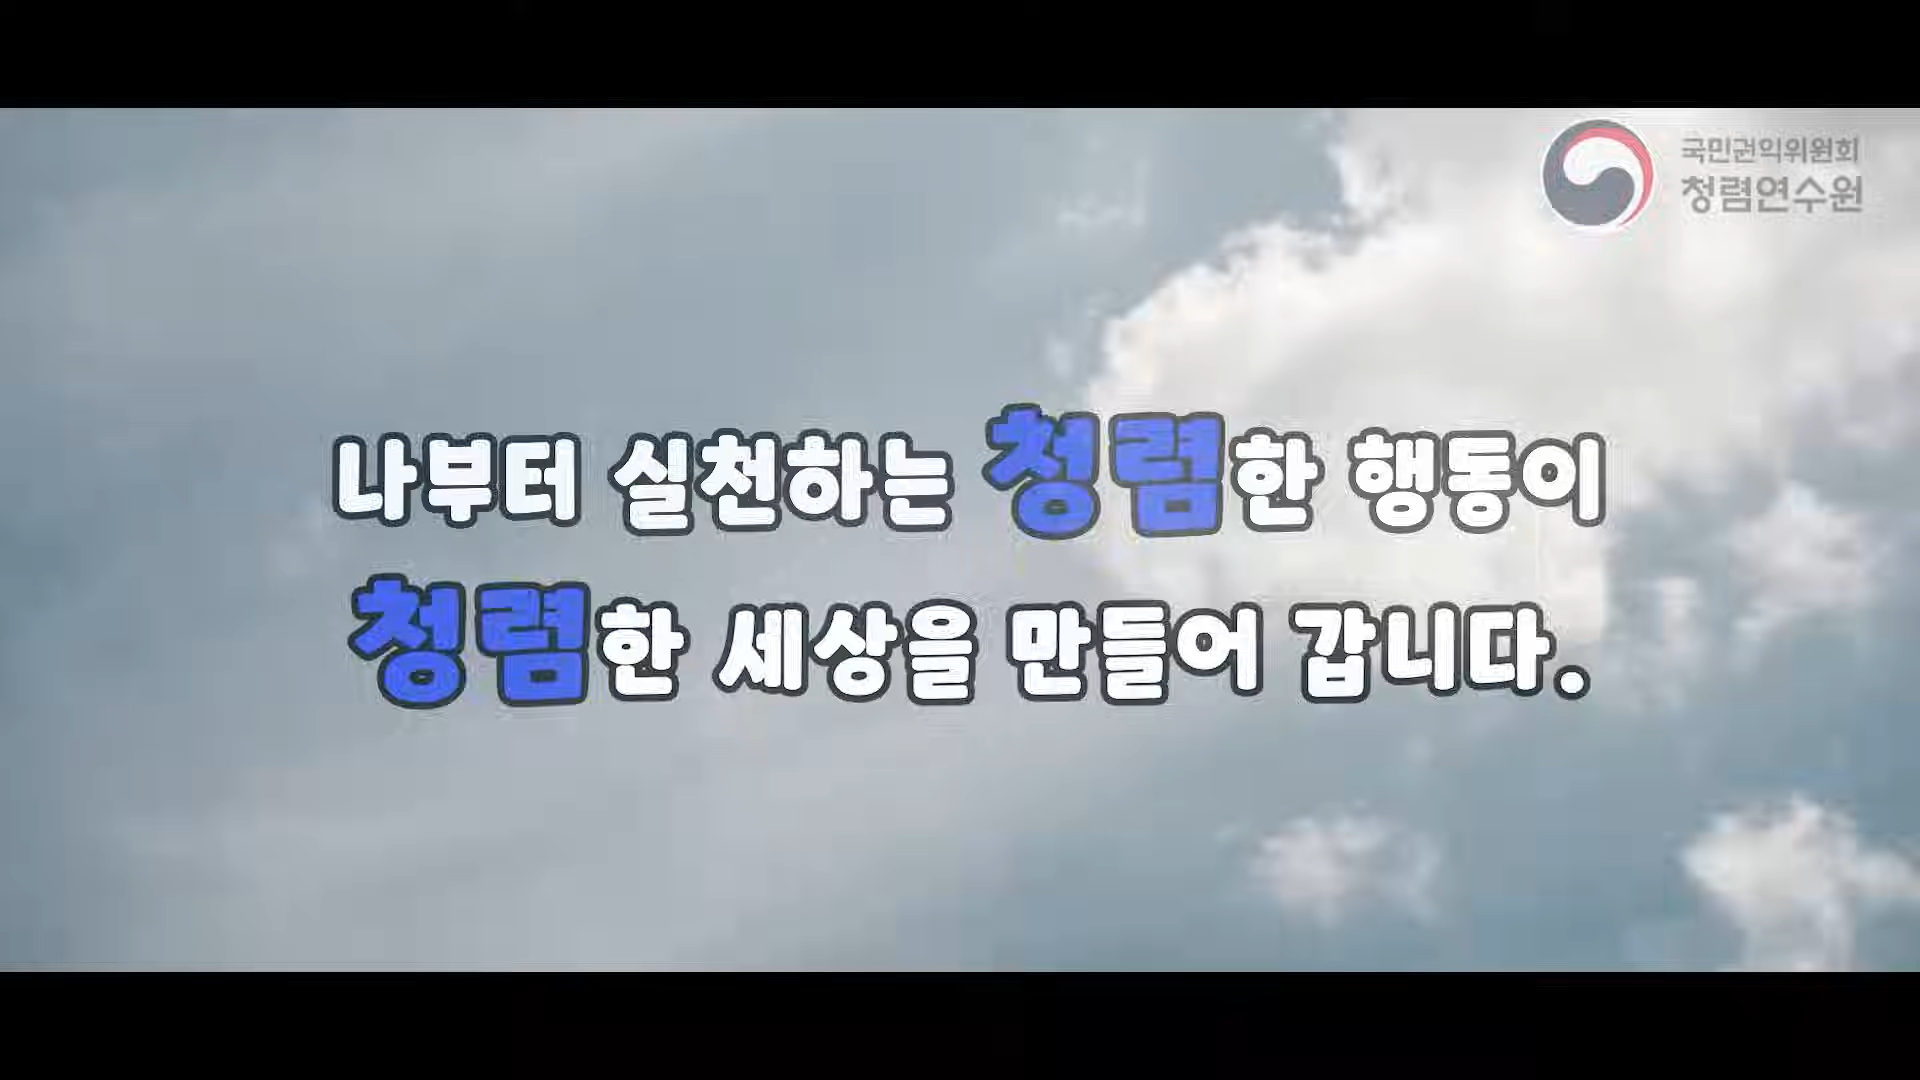 국민권익위원회
청렴연수원
나부터 실천하는 청렴한 행동이
청렴한 세상을 만들어 갑니다.